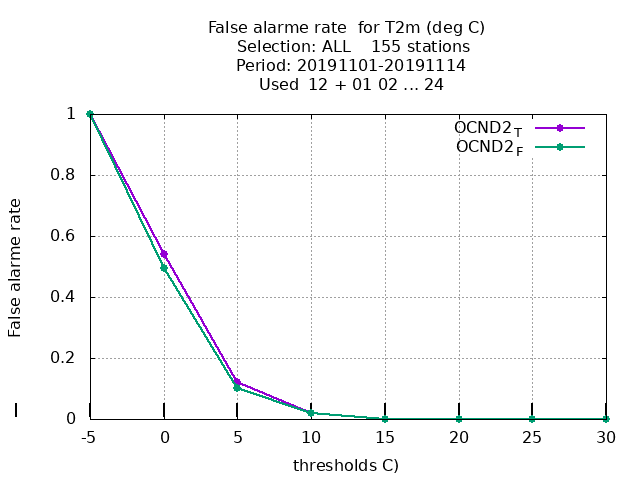 False alarme rate  for T2m (deg C)
Selection: ALL    155 stations
Period: 20191101-20191114
Used  12 + 01 02 ... 24
OCND2 T
OCND2 F
1
0.8
0.6
0.4
0.2
0
False alarme rate
-5 0 5 10 15 20 25 30
thresholds C)